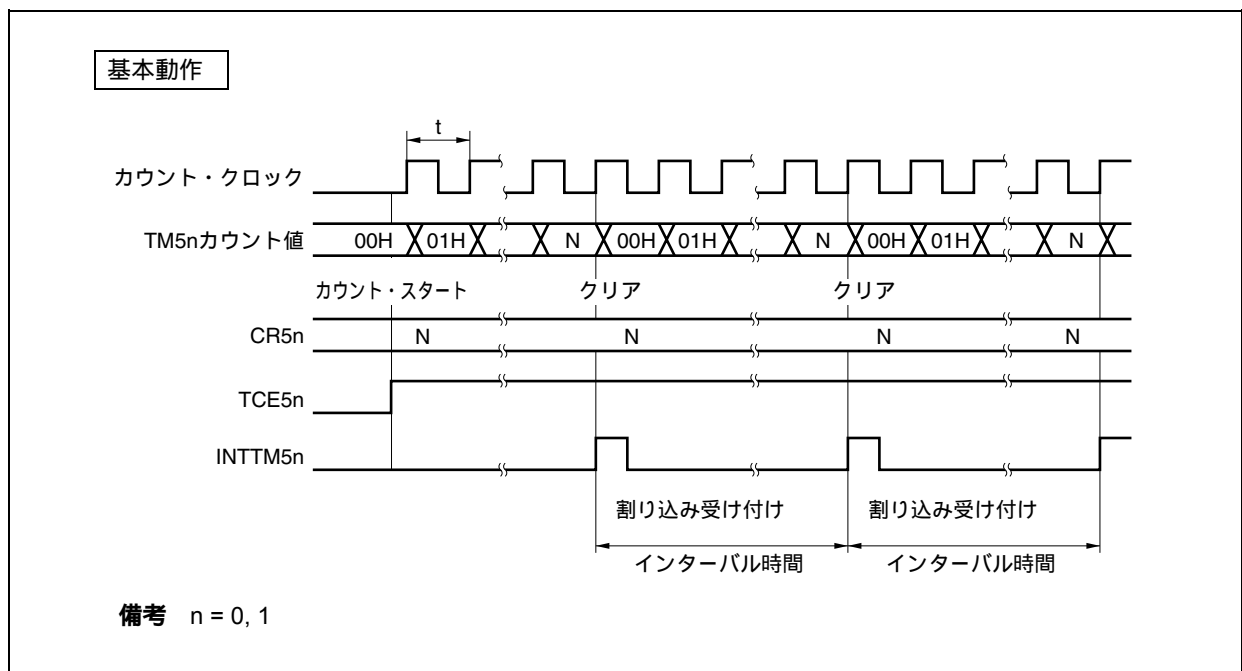 基本動作
t
カウント・クロック
TM5nカウント値 00H 01H N 00H 01H N 00H 01H N
カウント・スタート クリア クリア
CR5n N N N N
TCE5n
INTTM5n
割り込み受け付け 割り込み受け付け
インターバル時間 インターバル時間
備考 n = 0, 1